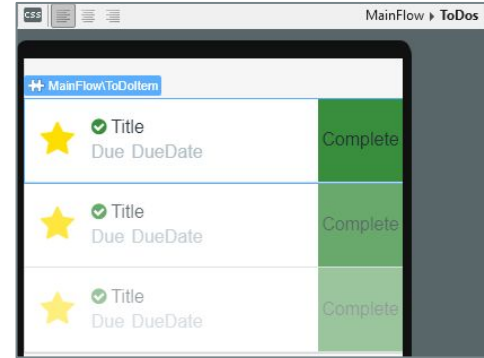 CSS
MainFlow ▸ ToDos
MainFlow\ToDoItem
Title
Due DueDate
Complete
Title
Due DueDate
Complete
Title
Due DueDate
Complete